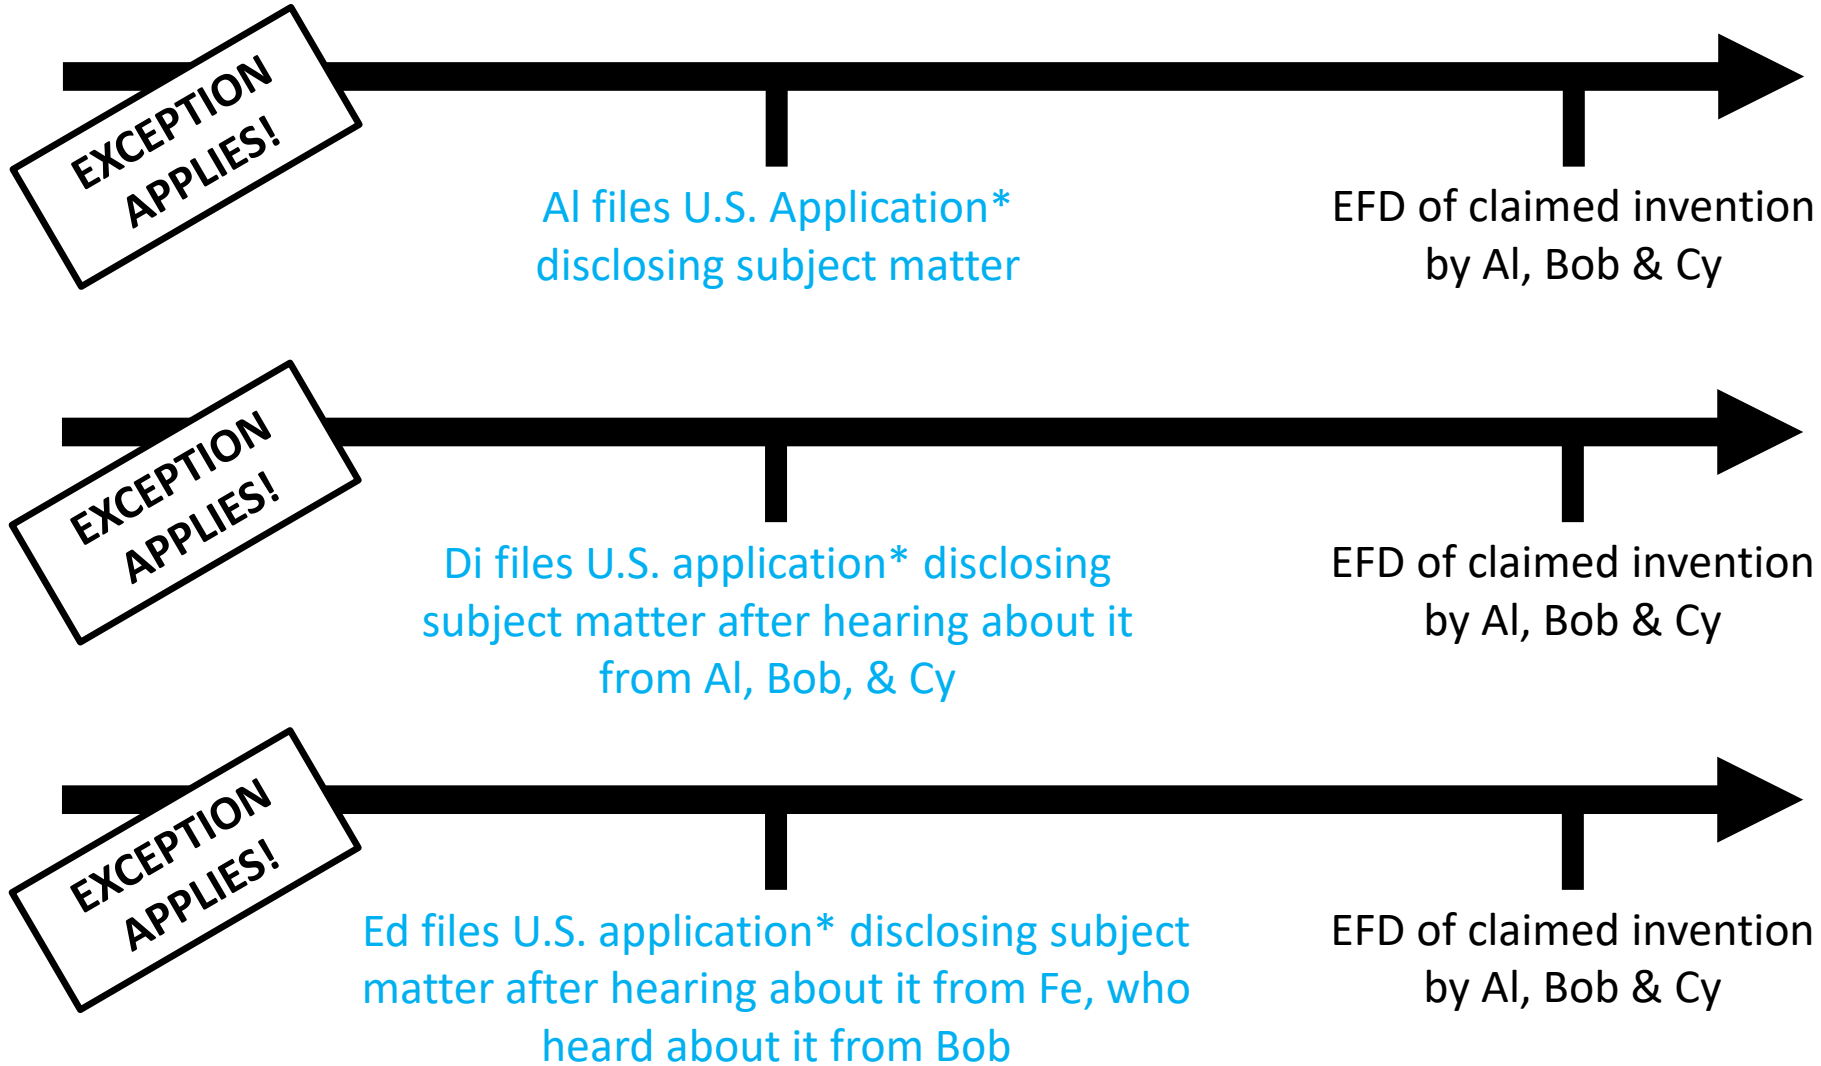 EXCEPTION
APPLIES!
Al files U.S. Application*
disclosing subject matter
EFD of claimed invention
by Al, Bob & Cy
EXCEPTION
APPLIES!
Di files U.S. application* disclosing
subject matter after hearing about it
from Al, Bob, & Cy
EFD of claimed invention
by Al, Bob & Cy
EXCEPTION
APPLIES!
Ed files U.S. application* disclosing subject
matter after hearing about it from Fe, who
heard about it from Bob
EFD of claimed invention
by Al, Bob & Cy